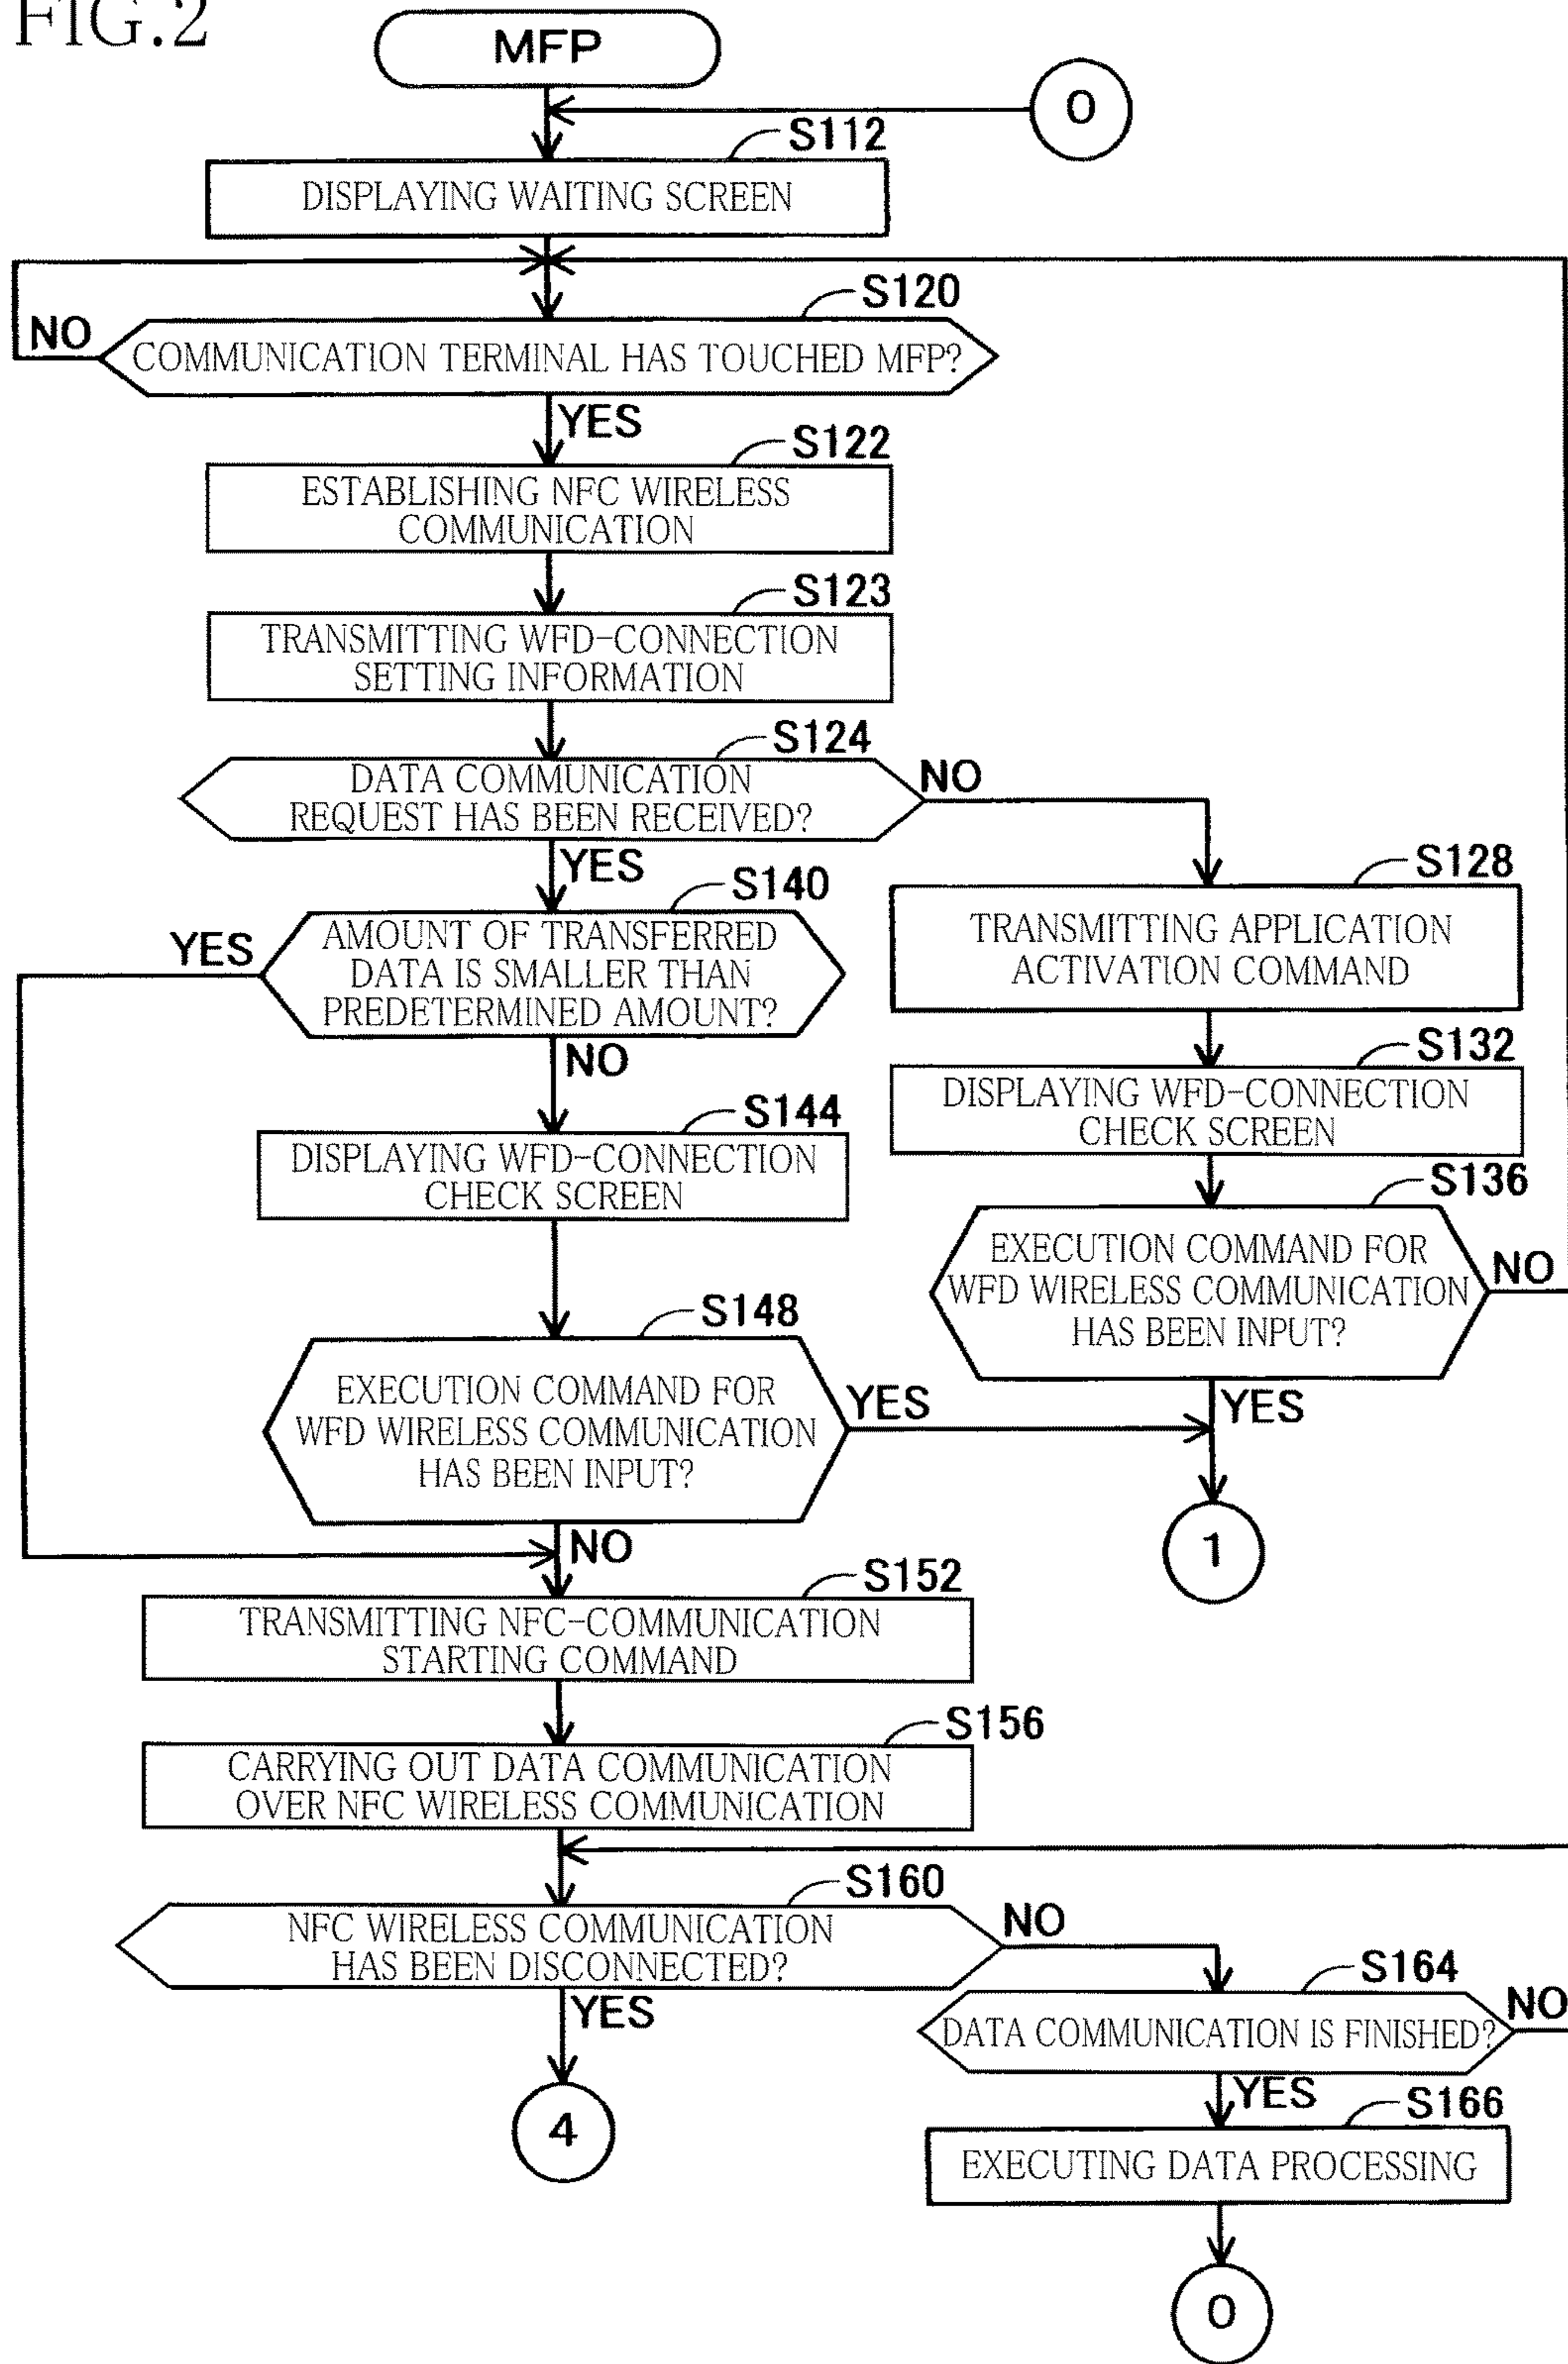 FIG.2
MFP
0
S112
DISPLAYING WAITING SCREEN
S120
NO
COMMUNICATION TERMINAL HAS TOUCHED MFP?
YES
S122
ESTABLISHING NFC WIRELESS
COMMUNICATION
S123
TRANSMITTING WFD-CONNECTION
SETTING INFORMATION
S124
DATA COMMUNICATION
REQUEST HAS BEEN RECEIVED?
NO
YES
S128
TRANSMITTING APPLICATION
ACTIVATION COMMAND
S140
YES
AMOUNT OF TRANSFERRED
DATA IS SMALLER THAN
PREDETERMINED AMOUNT?
NO
S132
DISPLAYING WFD-CONNECTION
CHECK SCREEN
S144
DISPLAYING WFD-CONNECTION
CHECK SCREEN
S136
EXECUTION COMMAND FOR
WFD WIRELESS COMMUNICATION
HAS BEEN INPUT?
NO
YES
S148
EXECUTION COMMAND FOR
WFD WIRELESS COMMUNICATION
HAS BEEN INPUT?
YES
NO
1
S152
TRANSMITTING NFC-COMMUNICATION
STARTING COMMAND
S156
CARRYING OUT DATA COMMUNICATION
OVER NFC WIRELESS COMMUNICATION
S160
NFC WIRELESS COMMUNICATION
HAS BEEN DISCONNECTED?
NO
YES
4
S164
DATA COMMUNICATION IS FINISHED?
NO
YES
S166
EXECUTING DATA PROCESSING
0